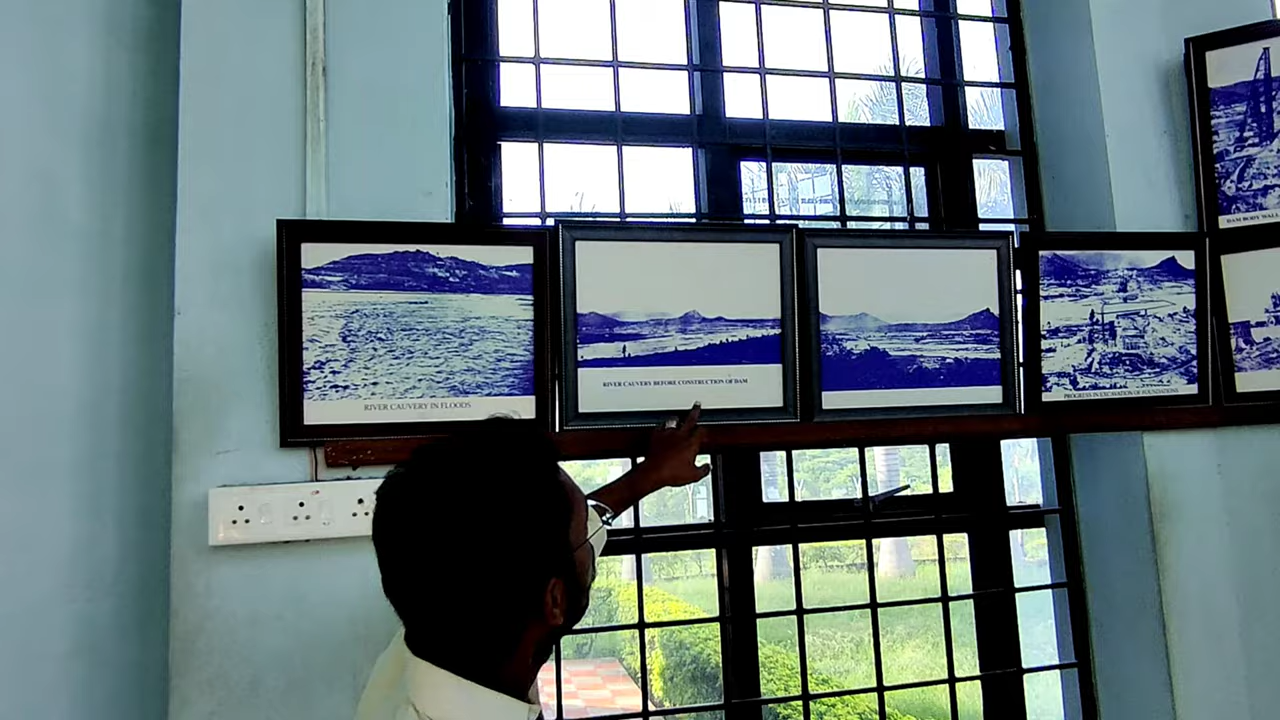 RIVER CAUVERY IN FLOODS
RIVER CAUVERY BEFORE CONSTRUCTION OF DAM
PROGRESS IN EXCAVATION OF FOUNDATIONS
DAM BODY WALL